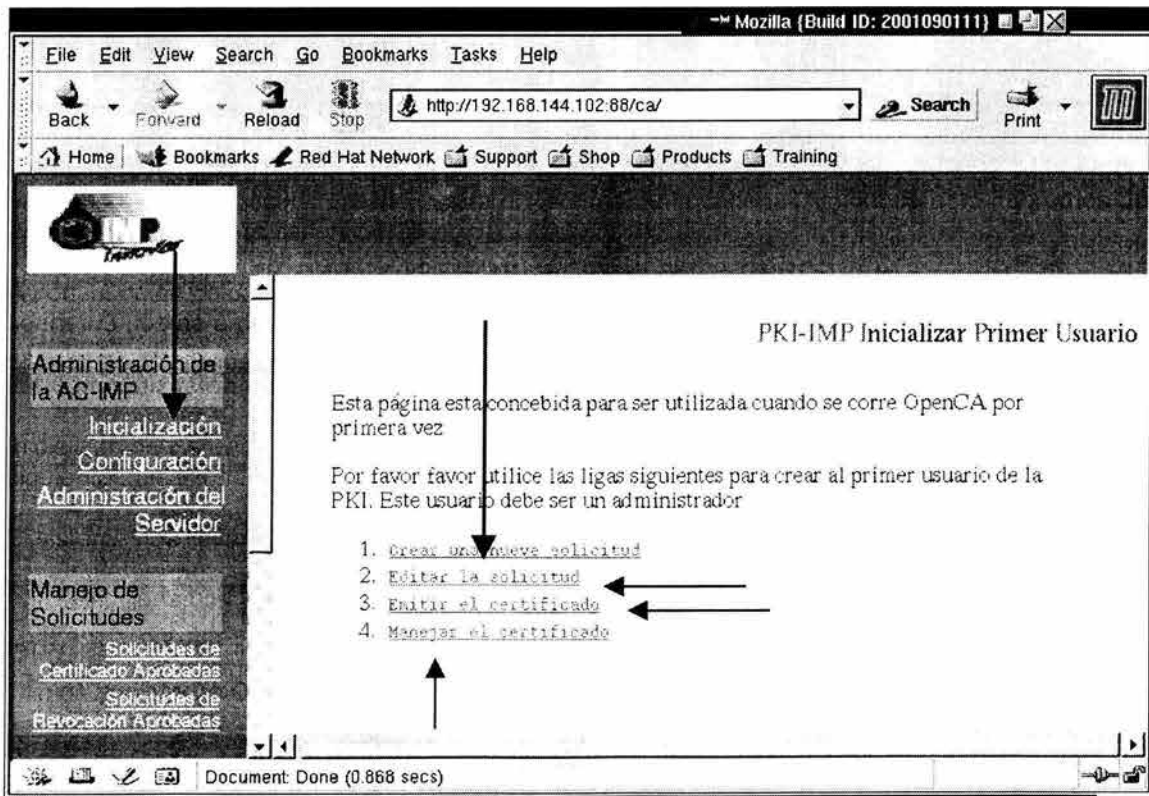 Mozilla {Build ID: 2001090111}
File Edit View Search Go Bookmarks Tasks Help
Back Forward Reload Stop http://192.168.144.102:88/ca/ Search Print
Home Bookmarks Red Hat Network Support Shop Products Training
IMP
PKI-IMP Inicializar Primer Usuario
Administración de
la AC-IMP
Inicialización
Configuración
Administración del
Servidor
Manejo de
Solicitudes
Solicitudes de
Certificado Aprobadas
Solicitudes de
Revocación Aprobadas
Esta página esta concebida para ser utilizada cuando se corre OpenCA por
primera vez
Por favor favor utilice las ligas siguientes para crear al primer usuario de la
PKI. Este usuario debe ser un administrador
1. Crear una nueve solicitud
2. Editar la solicitud
3. Emitir el certificado
4. Manejar el certificado
Document: Done (0.868 secs)